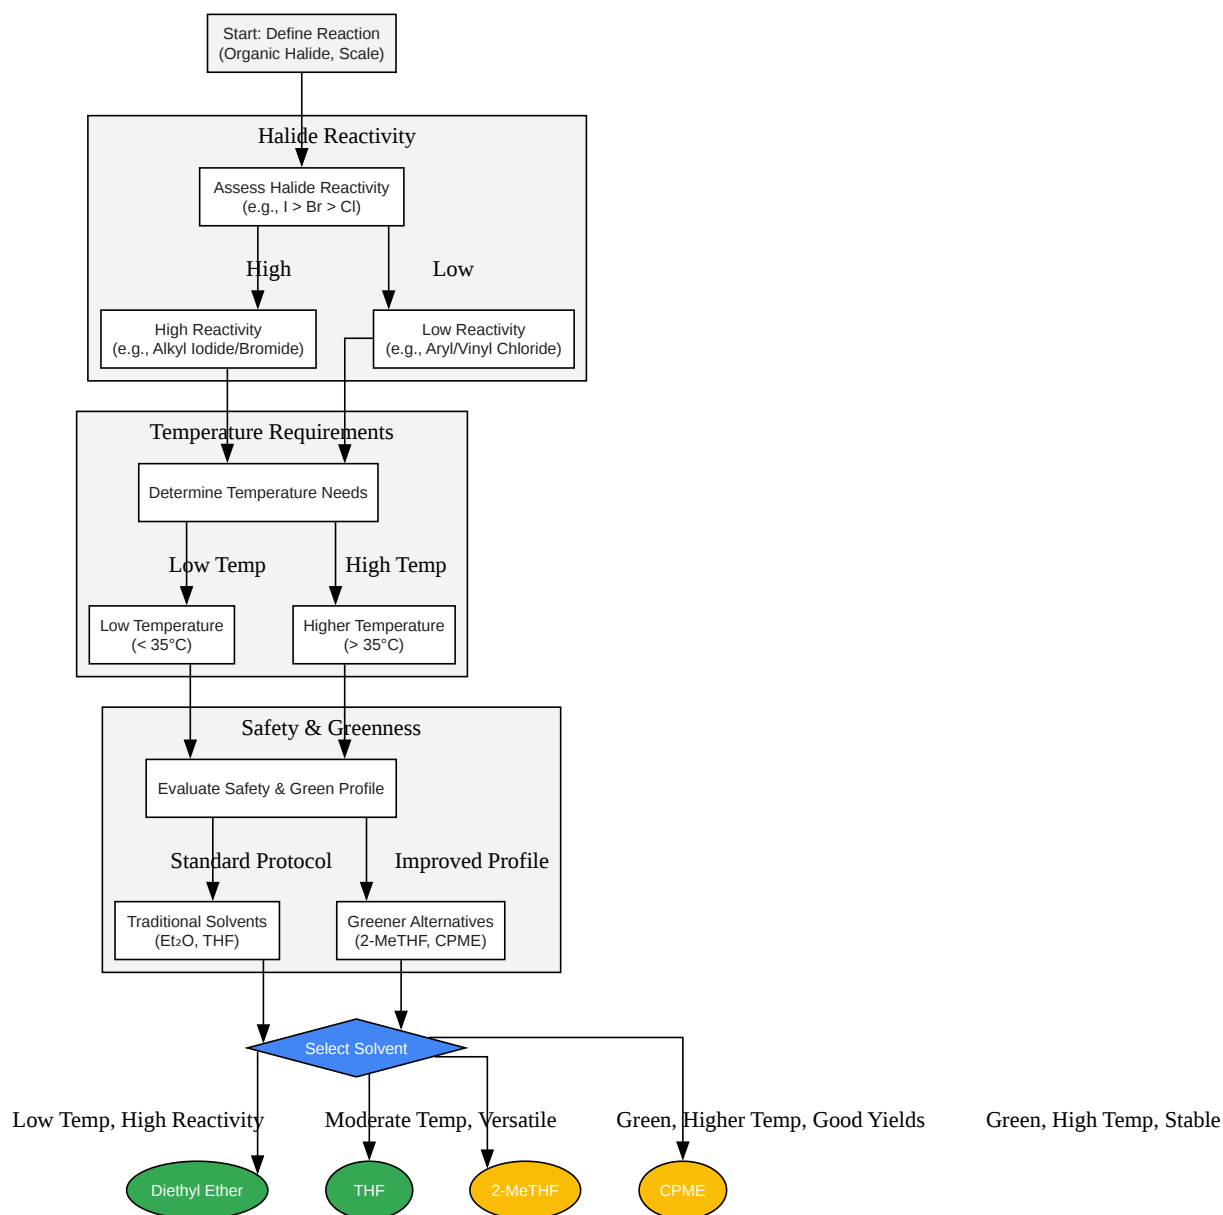 Start: Define Reaction
(Organic Halide, Scale)
Halide Reactivity
Assess Halide Reactivity
(e.g., I > Br > Cl)
High
Low
High Reactivity
(e.g., Alkyl Iodide/Bromide)
Low Reactivity
(e.g., Aryl/Vinyl Chloride)
Temperature Requirements
Determine Temperature Needs
Low Temp
High Temp
Low Temperature
(< 35°C)
Higher Temperature
(> 35°C)
Safety & Greenness
Evaluate Safety & Green Profile
Standard Protocol
Improved Profile
Traditional Solvents
(Et₂O, THF)
Greener Alternatives
(2-MeTHF, CPME)
Select Solvent
Low Temp, High Reactivity
Moderate Temp, Versatile
Green, Higher Temp, Good Yields
Green, High Temp, Stable
Diethyl Ether
THF
2-MeTHF
CPME